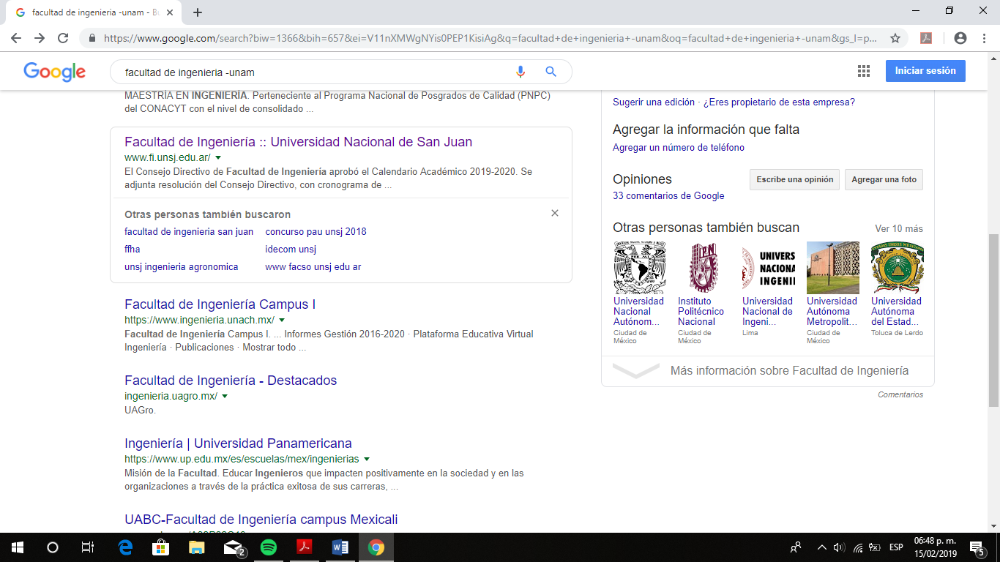 facultad de ingenieria -unam - Bu
https://www.google.com/search?biw=1366&bih=657&ei=V11nXMWgNYis0PEP1KisiAg&q=facultad+de+ingenieria+-unam&oq=facultad+de+ingenieria+-unam&gs_l=p...
Google
facultad de ingenieria -unam
Iniciar sesión
MAESTRÍA EN INGENIERÍA. Perteneciente al Programa Nacional de Posgrados de Calidad (PNPC)
del CONACYT con el nivel de consolidado ...
Facultad de Ingeniería :: Universidad Nacional de San Juan
www.fi.unsj.edu.ar/
El Consejo Directivo de Facultad de Ingeniería aprobó el Calendario Académico 2019-2020. Se
adjunta resolución del Consejo Directivo, con cronograma de ...
Otras personas también buscaron
facultad de ingenieria san juan
concurso pau unsj 2018
ffha
idecom unsj
unsj ingenieria agronomica
www facso unsj edu ar
Facultad de Ingeniería Campus I
https://www.ingenieria.unach.mx/
Facultad de Ingeniería Campus I. ... Informes Gestión 2016-2020 · Plataforma Educativa Virtual
Ingeniería · Publicaciones · Mostrar todo ...
Facultad de Ingeniería - Destacados
ingenieria.uagro.mx/
UAGro.
Ingeniería | Universidad Panamericana
https://www.up.edu.mx/es/escuelas/mex/ingenierias
Misión de la Facultad. Educar Ingenieros que impacten positivamente en la sociedad y en las
organizaciones a través de la práctica exitosa de sus carreras, ...
UABC-Facultad de Ingeniería campus Mexicali
Sugerir una edición · ¿Eres propietario de esta empresa?
Agregar la información que falta
Agregar un número de teléfono
Opiniones
Escribe una opinión
Agregar una foto
33 comentarios de Google
Otras personas también buscan
Ver 10 más
IPN
UNIVERS
NACIONA
INGENII
Universidad
Nacional
Autónom...
Ciudad de
México
Instituto
Politécnico
Nacional
Ciudad de
México
Universidad
Nacional de
Ingeni...
Lima
Universidad
Autónoma
Metropolit...
Ciudad de
México
Universidad
Autónoma
del Estad...
Toluca de Lerdo
Más información sobre Facultad de Ingeniería
Comentarios
2
ESP
06:48 p. m.
15/02/2019
5